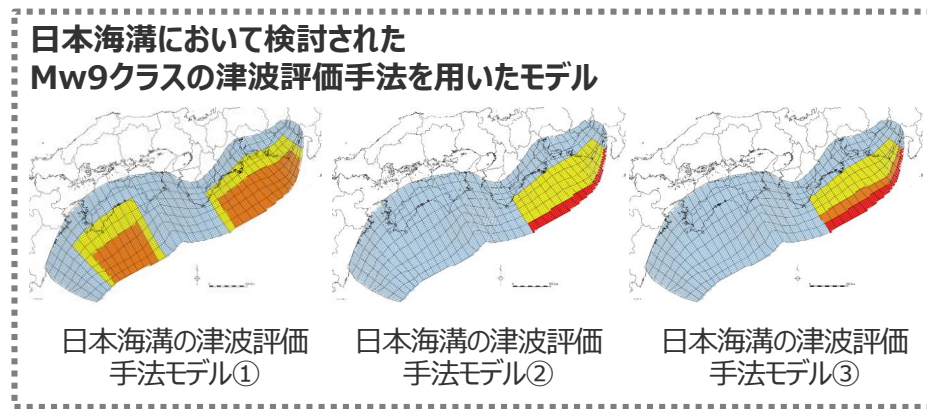 日本海溝において検討された
Mw9クラスの津波評価手法を用いたモデル
日本海溝の津波評価
手法モデル①
日本海溝の津波評価
手法モデル②
日本海溝の津波評価
手法モデル③